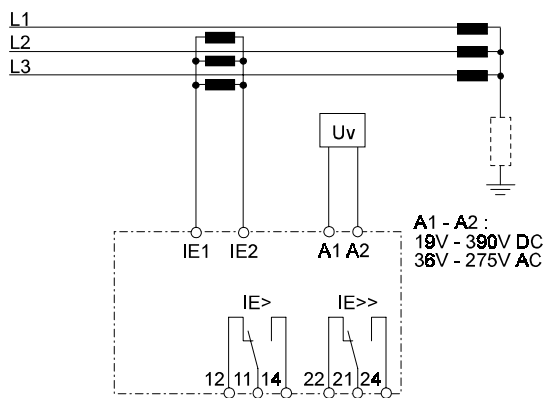 L1
L2
L3
Uv
IE1 IE2 A1 A2
A1 - A2 :
19V - 390V DC
36V - 275V AC
IE> IE>>
12 11 14 22 21 24